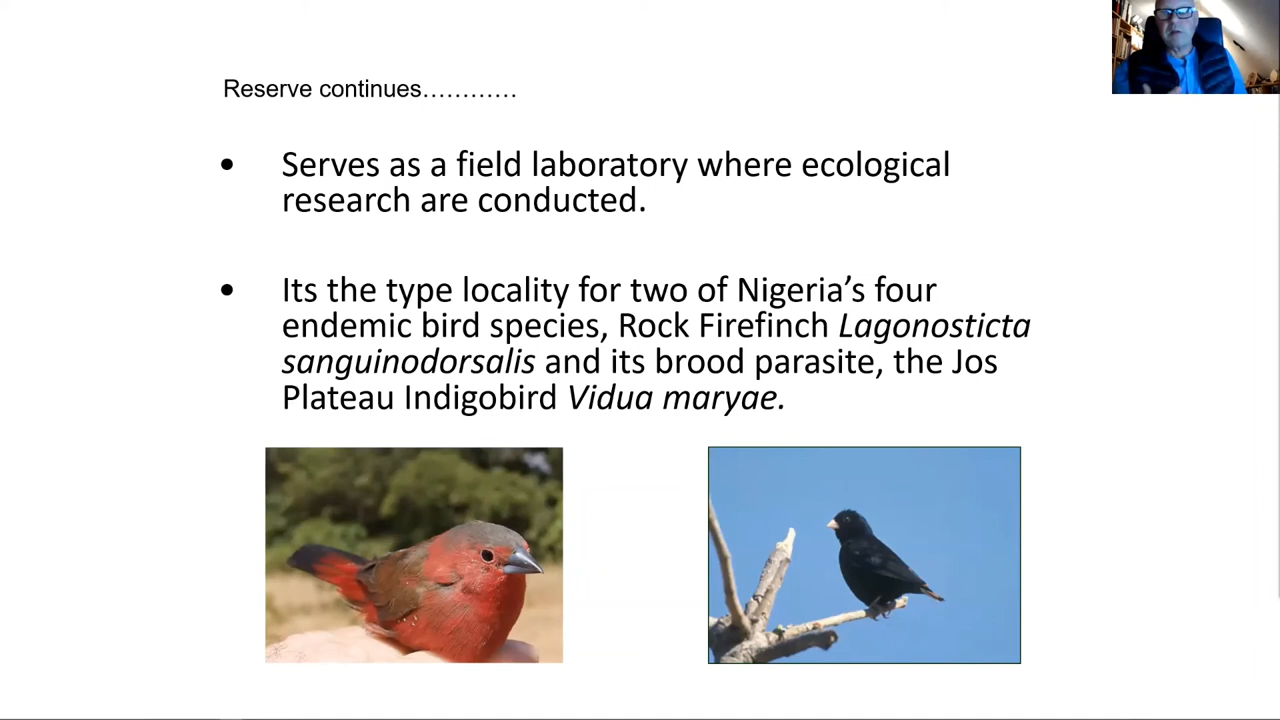 Reserve continues…………
• Serves as a field laboratory where ecological
research are conducted.
• Its the type locality for two of Nigeria’s four
endemic bird species, Rock Firefinch Lagonosticta
sanguinodorsalis and its brood parasite, the Jos
Plateau Indigobird Vidua maryae.